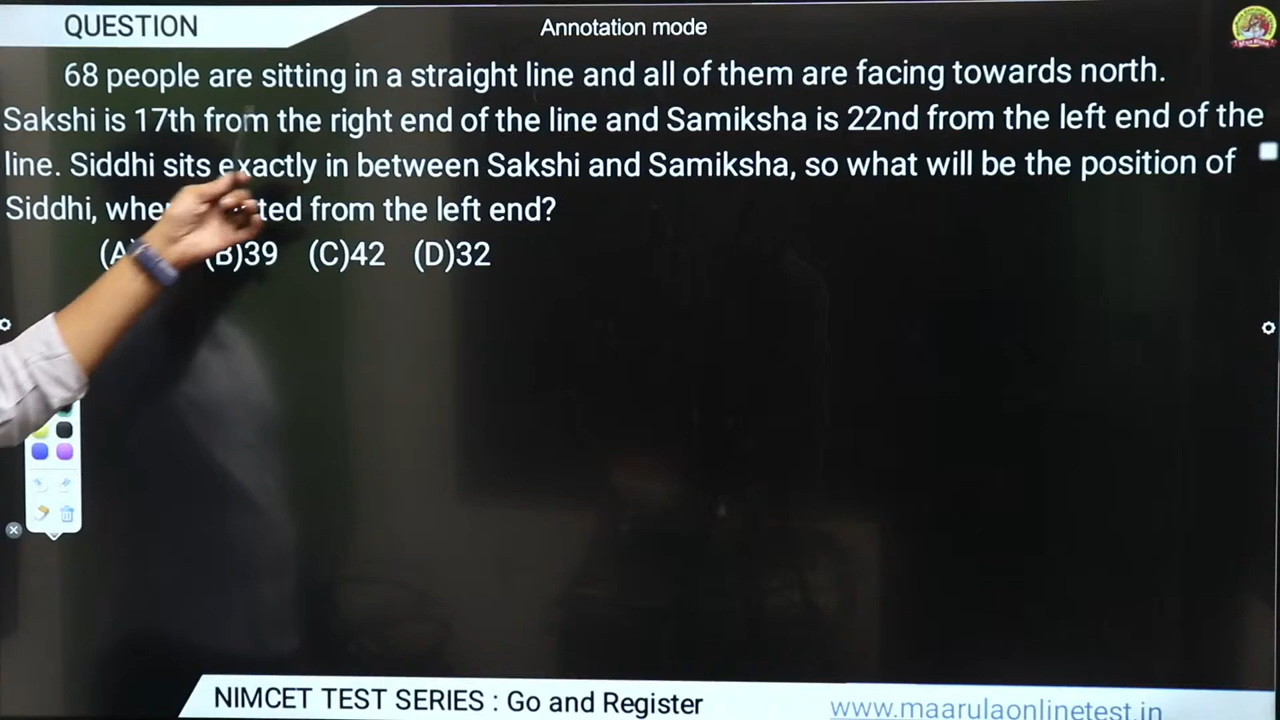 QUESTION
Annotation mode
68 people are sitting in a straight line and all of them are facing towards north.
Sakshi is 17th from the right end of the line and Samiksha is 22nd from the left end of the
line. Siddhi sits exactly in between Sakshi and Samiksha, so what will be the position of
Siddhi, from the left end?
(B)39 (C)42 (D)32
NIMCET TEST SERIES : Go and Register
www.maarulaonlinetest.in